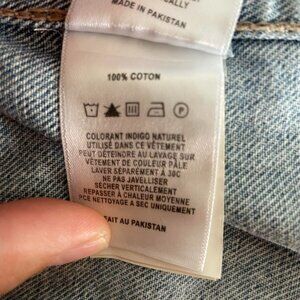 MADE IN PAKISTAN
100% COTTON
P
COLORANT INDIGO NATUREL
UTILISÉ DANS CE VÊTEMENT
PEUT DÉTEINDRE AU LAVAGE SUR
VÊTEMENT DE COULEUR PÂLE
LAVER SÉPARÉMENT À 30C
NE PAS JAVELLISER
SÉCHER VERTICALEMENT
REPASSER À CHALEUR MOYENNE
PCE NETTOYAGE A SEC UNIQUEMENT
FAIT AU PAKISTAN